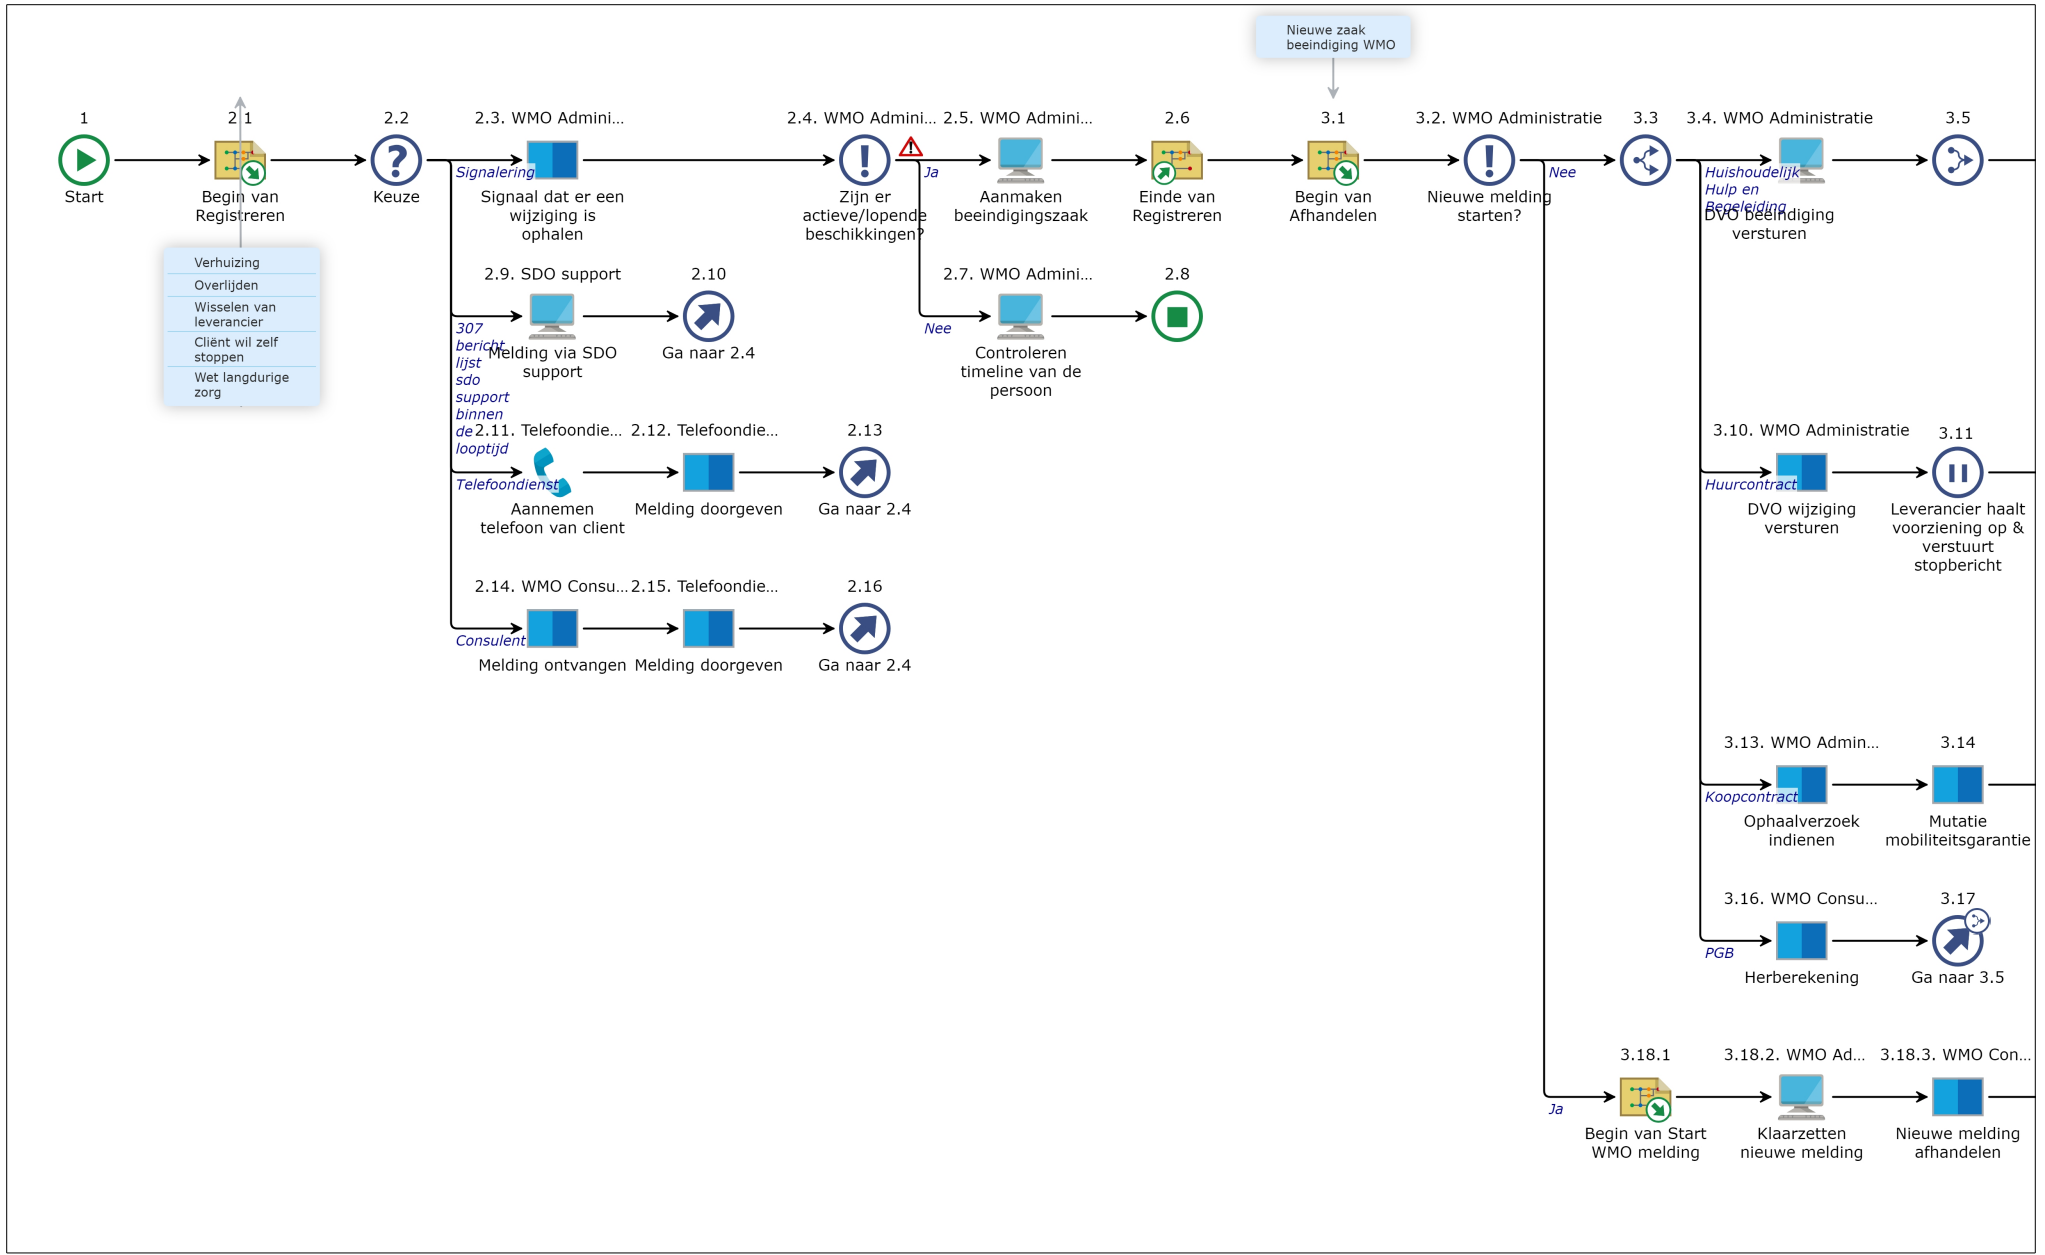 Nieuwe zaak
beeindiging WMO
1
2.1
2.2
2.3. WMO Admini...
2.4. WMO Admini...
2.5. WMO Admini...
2.6
3.1
3.2. WMO Administratie
3.3
3.4. WMO Administratie
3.5
Start
Begin van
Registreren
Keuze
Signalering
Signaal dat er een
wijziging is
ophalen
Zijn er
actieve/lopende
beschikkingen?
Ja
Aanmaken
beeindigingszaak
Einde van
Registreren
Begin van
Afhandelen
Nieuwe melding
starten?
Nee
Huishoudelijk
Hulp en
Begeleiding
DVO beeindiging
versturen
Verhuizing
Overlijden
Wisselen van
leverancier
Cliënt wil zelf
stoppen
Wet langdurige
zorg
2.9. SDO support
2.10
2.7. WMO Admini...
2.8
307
bericht
lijst
sdo
support
binnen
de
looptijd
Melding via SDO
support
Ga naar 2.4
Nee
Controleren
timeline van de
persoon
2.11. Telefoondie...
2.12. Telefoondie...
2.13
3.10. WMO Administratie
3.11
Telefoondienst
Aannemen
telefoon van client
Melding doorgeven
Ga naar 2.4
Huurcontract
DVO wijziging
versturen
Leverancier haalt
voorziening op &
verstuurt
stopbericht
2.14. WMO Consu...
2.15. Telefoondie...
2.16
Consulent
Melding ontvangen
Melding doorgeven
Ga naar 2.4
3.13. WMO Admin...
3.14
Koopcontract
Ophaalverzoek
indienen
Mutatie
mobiliteitsgarantie
3.16. WMO Consu...
3.17
PGB
Herberekening
Ga naar 3.5
3.18.1
3.18.2. WMO Ad...
3.18.3. WMO Con...
Ja
Begin van Start
WMO melding
Klaarzetten
nieuwe melding
Nieuwe melding
afhandelen